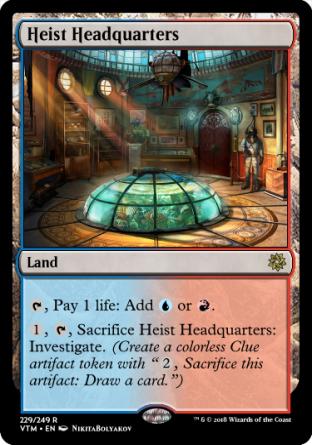 Heist Headquarters
Land
, Pay 1 life: Add or .
1, , Sacrifice Heist Headquarters:
Investigate. (Create a colorless Clue
artifact token with “2, Sacrifice this
artifact: Draw a card.”)
229/249 R
VTM • EN NikitaBolyakov
™ & © 2018 Wizards of the Coast